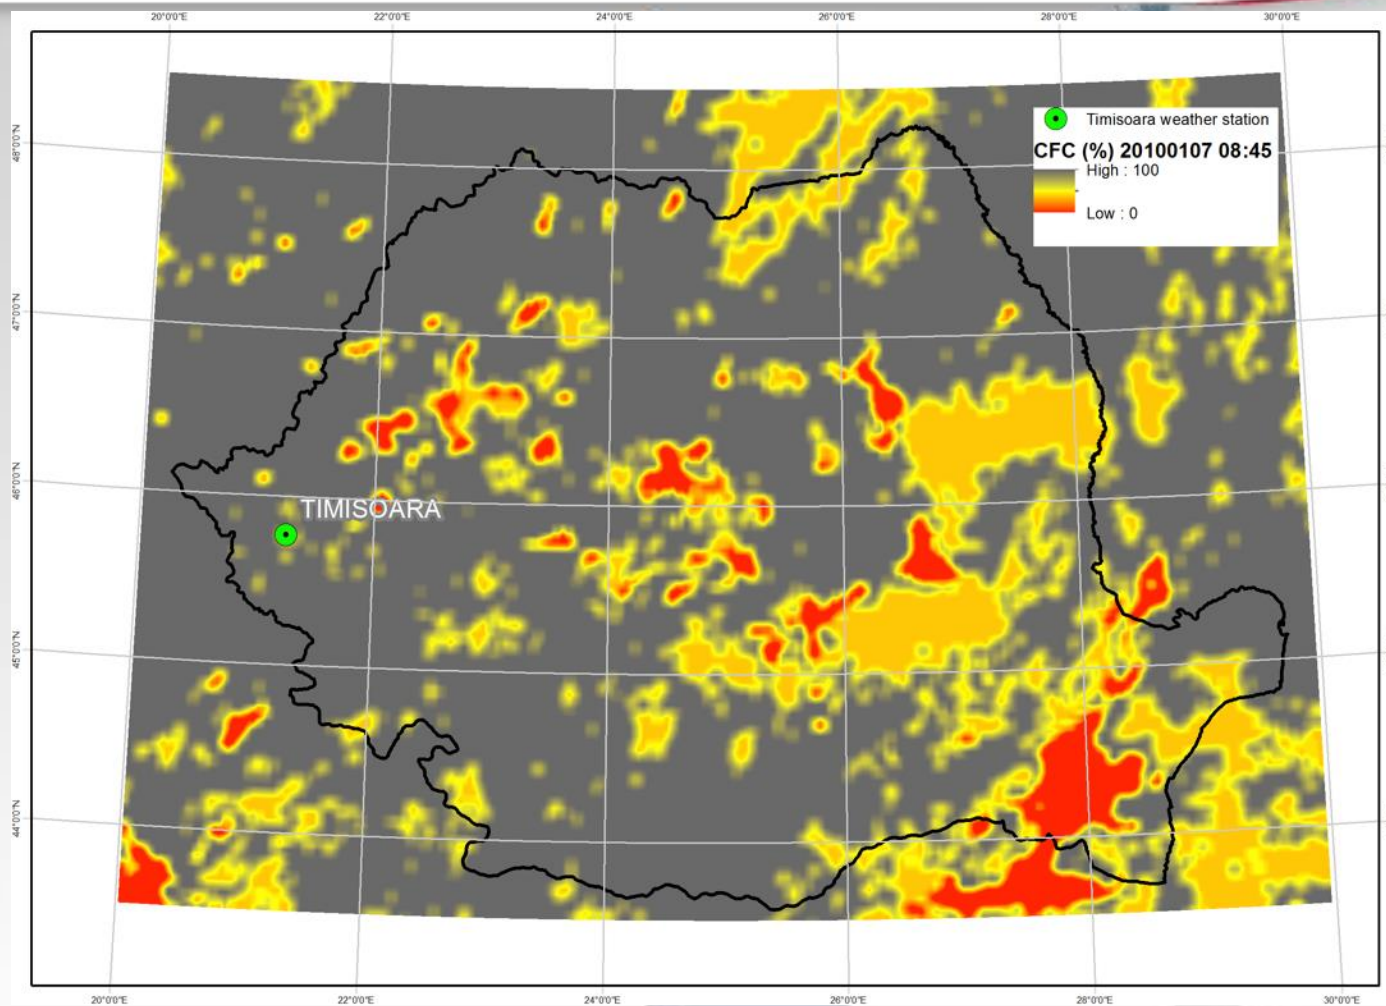 20°0'0"E 22°0'0"E 24°0'0"E 26°0'0"E 28°0'0"E 30°0'0"E
Timisoara weather station
CFC (%) 20100107 08:45
High : 100
Low : 0
48°0'0"N
47°0'0"N
46°0'0"N
TIMISOARA
45°0'0"N
44°0'0"N
20°0'0"E 22°0'0"E 24°0'0"E 26°0'0"E 28°0'0"E 30°0'0"E